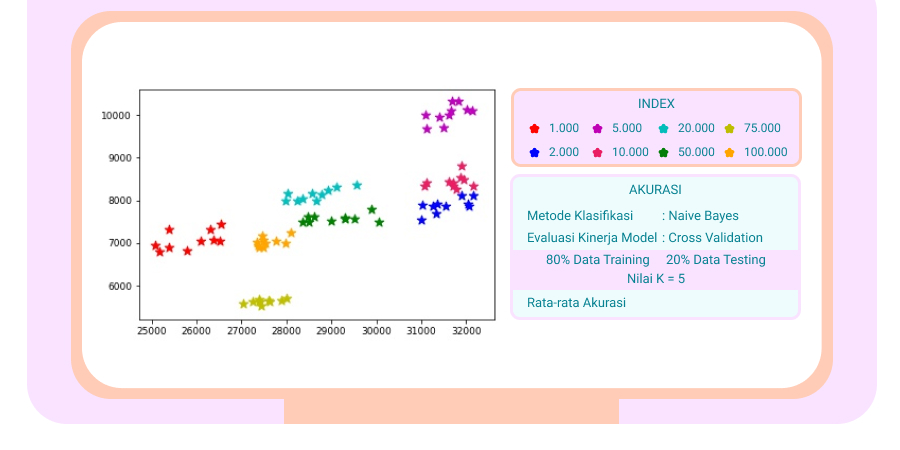 10000
9000
8000
7000
6000
25000 26000 27000 28000 29000 30000 31000 32000
INDEX
1.000 5.000 20.000 75.000
2.000 10.000 50.000 100.000
AKURASI
Metode Klasifikasi : Naive Bayes
Evaluasi Kinerja Model : Cross Validation
80% Data Training 20% Data Testing
Nilai K = 5
Rata-rata Akurasi